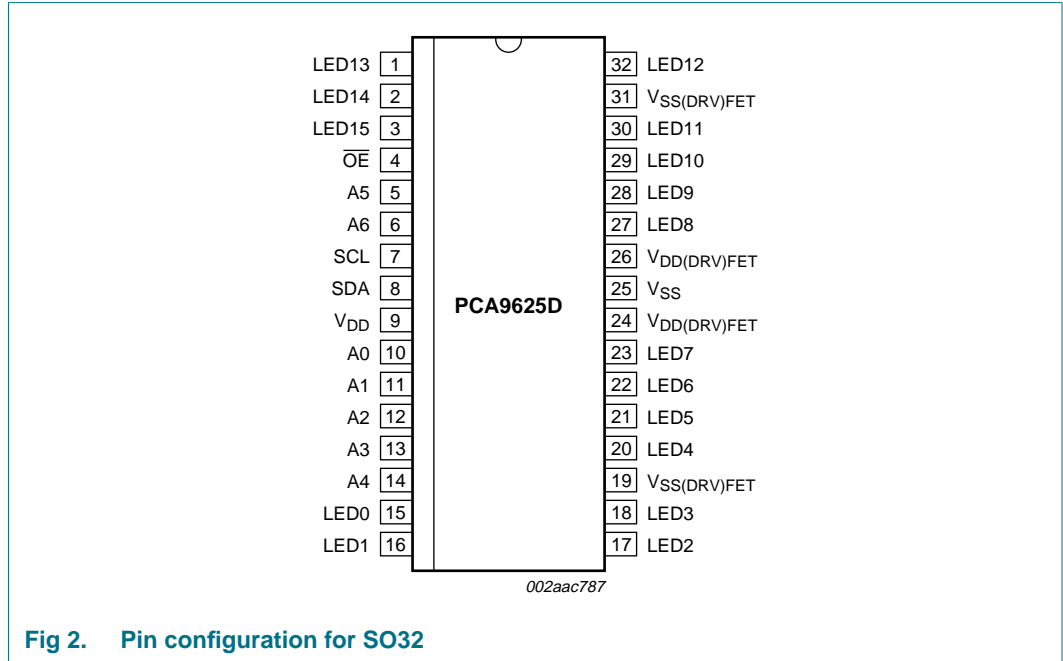 LED13 1
LED14 2
LED15 3
OE 4
A5 5
A6 6
SCL 7
SDA 8
VDD 9
A0 10
A1 11
A2 12
A3 13
A4 14
LED0 15
LED1 16
PCA9625D
32 LED12
31 VSS(DRV)FET
30 LED11
29 LED10
28 LED9
27 LED8
26 VDD(DRV)FET
25 VSS
24 VDD(DRV)FET
23 LED7
22 LED6
21 LED5
20 LED4
19 VSS(DRV)FET
18 LED3
17 LED2
002aac787
Fig 2. Pin configuration for SO32